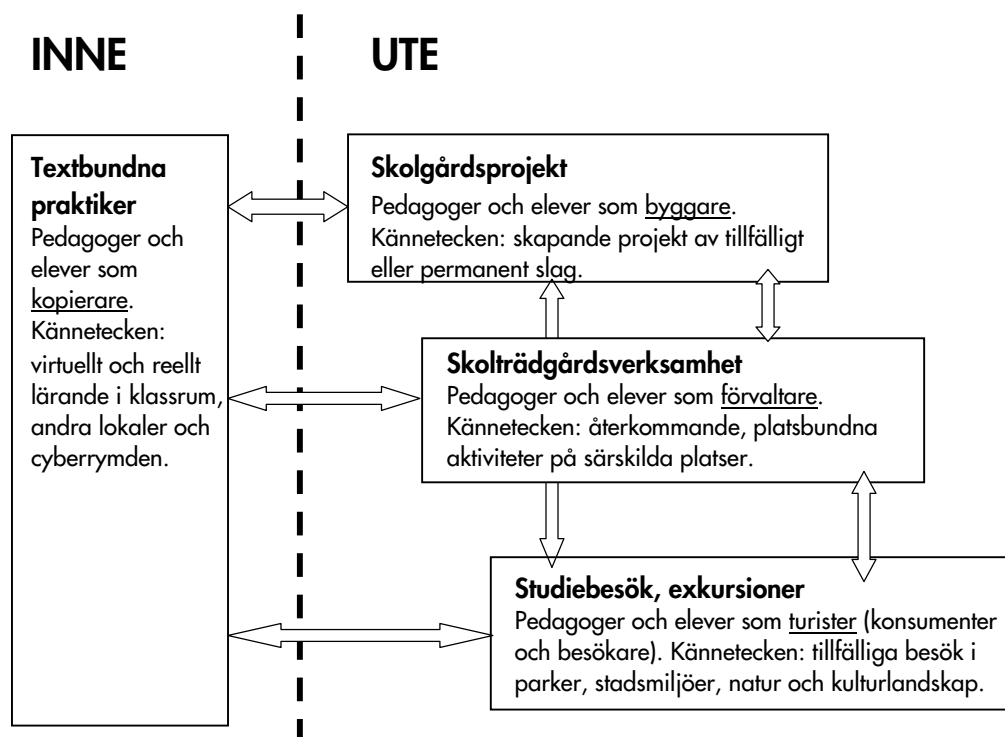 INNE
UTE
Textbundna
praktiker
Pedagoger och
elever som
kopierare.
Kännetecken:
virtuellt och reellt
lärande i klassrum,
andra lokaler och
cyberrymden.
Skolgårdsprojekt
Pedagoger och elever som byggare.
Kännetecken: skapande projekt av tillfälligt
eller permanent slag.
Skolträdgårdsverksamhet
Pedagoger och elever som förvaltare.
Kännetecken: återkommande, platsbundna
aktiviteter på särskilda platser.
Studiebesök, exkursioner
Pedagoger och elever som turister (konsumenter
och besökare). Kännetecken: tillfälliga besök i
parker, stadsmiljöer, natur och kulturlandskap.